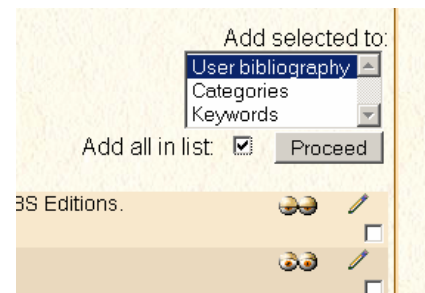 Add selected to:
User bibliography
Categories
Keywords
Add all in list:
Proceed
BS Editions.